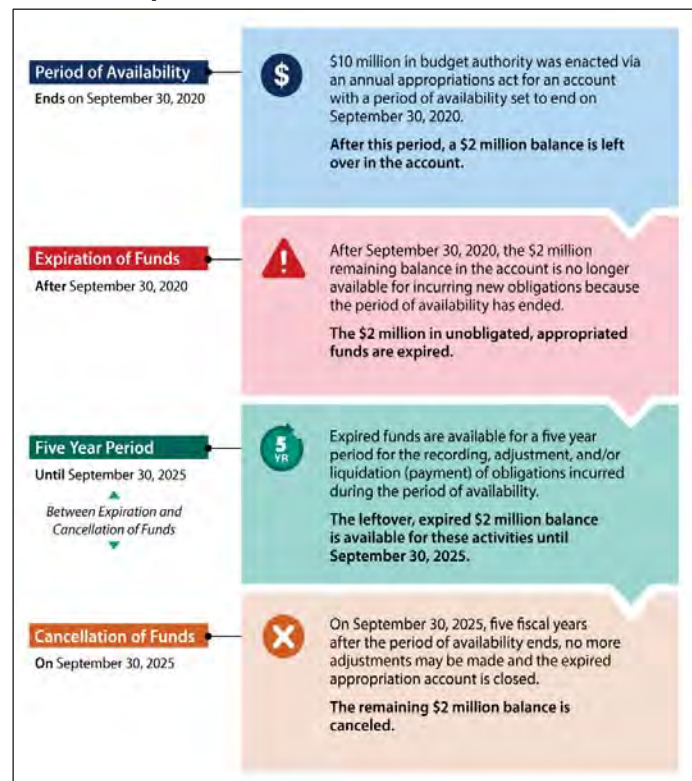 Period of Availability
Ends on September 30, 2020
$
$10 million in budget authority was enacted via
an annual appropriations act for an account
with a period of availability set to end on
September 30, 2020.
After this period, a $2 million balance is left
over in the account.
Expiration of Funds
After September 30, 2020
!
After September 30, 2020, the $2 million
remaining balance in the account is no longer
available for incurring new obligations because
the period of availability has ended.
The $2 million in unobligated, appropriated
funds are expired.
Five Year Period
Until September 30, 2025
Between Expiration and
Cancellation of Funds
5
YR
Expired funds are available for a five year
period for the recording, adjustment, and/or
liquidation (payment) of obligations incurred
during the period of availability.
The leftover, expired $2 million balance
is available for these activities until
September 30, 2025.
Cancellation of Funds
On September 30, 2025
On September 30, 2025, five fiscal years
after the period of availability ends, no more
adjustments may be made and the expired
appropriation account is closed.
The remaining $2 million balance is
canceled.